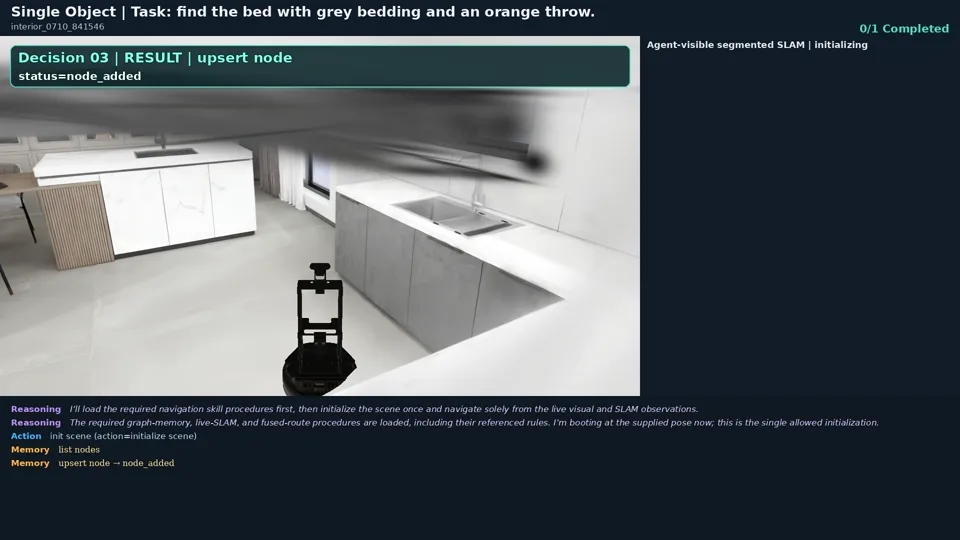 Single Object | Task: find the bed with grey bedding and an orange throw.
interior_0710_841546
0/1 Completed
Decision 03 | RESULT | upsert node
status=node_added
Agent-visible segmented SLAM | initializing
Reasoning I'll load the required navigation skill procedures first, then initialize the scene once and navigate solely from the live visual and SLAM observations.
Reasoning The required graph-memory, live-SLAM, and fused-route procedures are loaded, including their referenced rules. I'm booting at the supplied pose now; this is the single allowed initialization.
Action init scene (action=initialize scene)
Memory list nodes
Memory upsert node → node_added